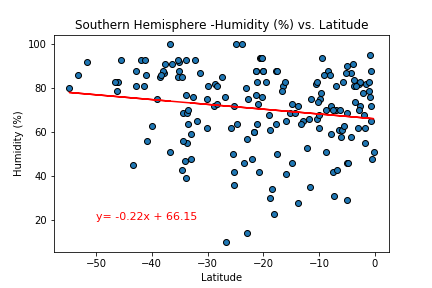 Southern Hemisphere -Humidity (%) vs. Latitude
100
80
60
40
20
Humidity (%)
y= -0.22x + 66.15
−50
−40
−30
−20
−10
0
Latitude